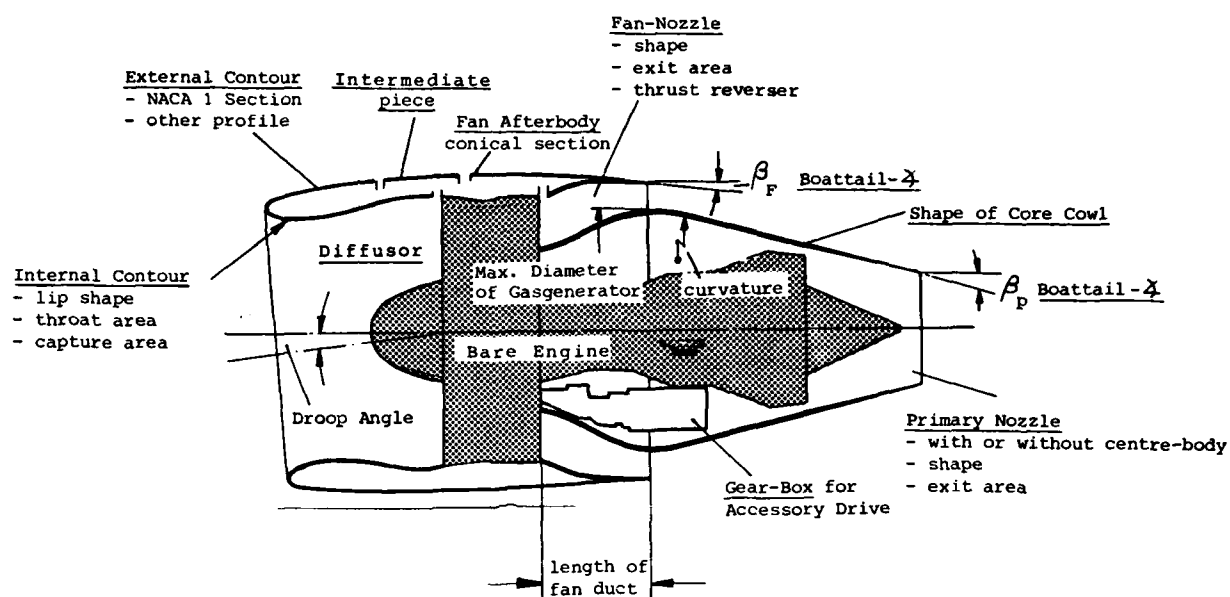 Fan-Nozzle
- shape
- exit area
- thrust reverser
External Contour
- NACA 1 Section
- other profile
Intermediate
piece
Fan Afterbody
conical section
β_F Boattail-∢
Shape of Core Cowl
Diffusor
Internal Contour
- lip shape
- throat area
- capture area
Max. Diameter
of Gasgenerator
curvature
β_p Boattail-∢
Bare Engine
Droop Angle
Primary Nozzle
- with or without centre-body
- shape
- exit area
Gear-Box for
Accessory Drive
length of
fan duct